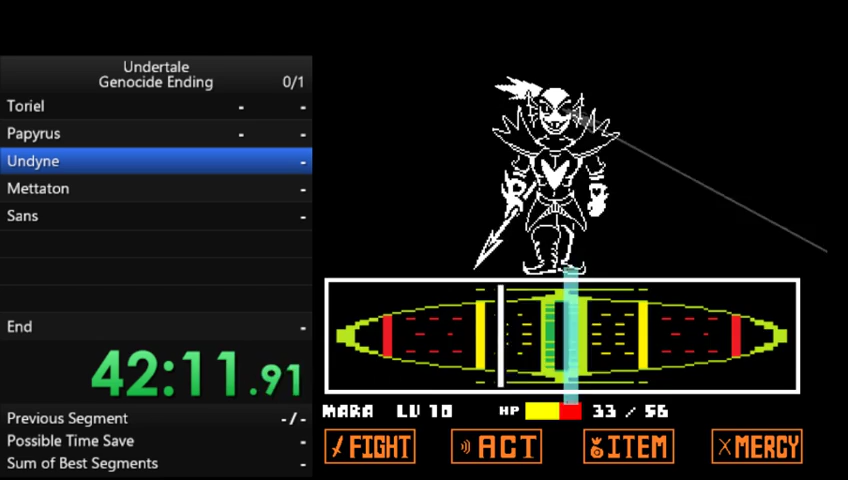 Undertale
Genocide Ending 0/1
Toriel - -
Papyrus - -
Undyne -
Mettaton -
Sans -
End -
42:11.91
Previous Segment -/-
Possible Time Save -
Sum of Best Segments -
MARA LV 10 HP 33 / 56
FIGHT ACT ITEM MERCY